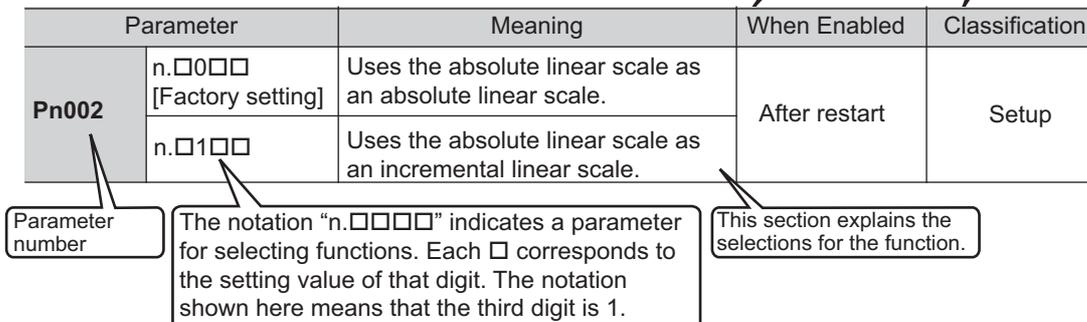 Parameter Meaning When Enabled Classification
Pn002
n.□0□□
[Factory setting]
Uses the absolute linear scale as
an absolute linear scale.
n.□1□□
Uses the absolute linear scale as
an incremental linear scale.
After restart
Setup
Parameter
number
The notation “n.□□□□” indicates a parameter
for selecting functions. Each □ corresponds to
the setting value of that digit. The notation
shown here means that the third digit is 1.
This section explains the
selections for the function.